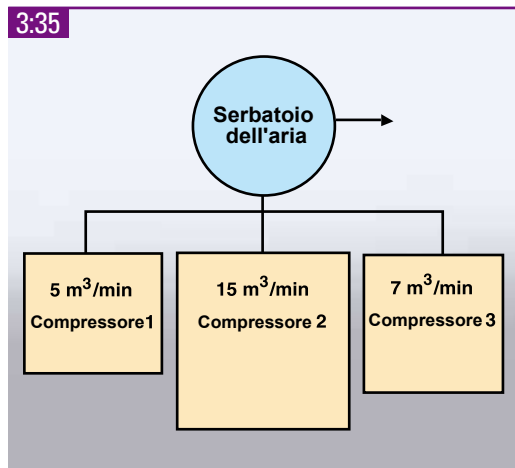 3:35
Serbatoio
dell'aria
5 m³/min
Compressore1
15 m³/min
Compressore 2
7 m³/min
Compressore 3